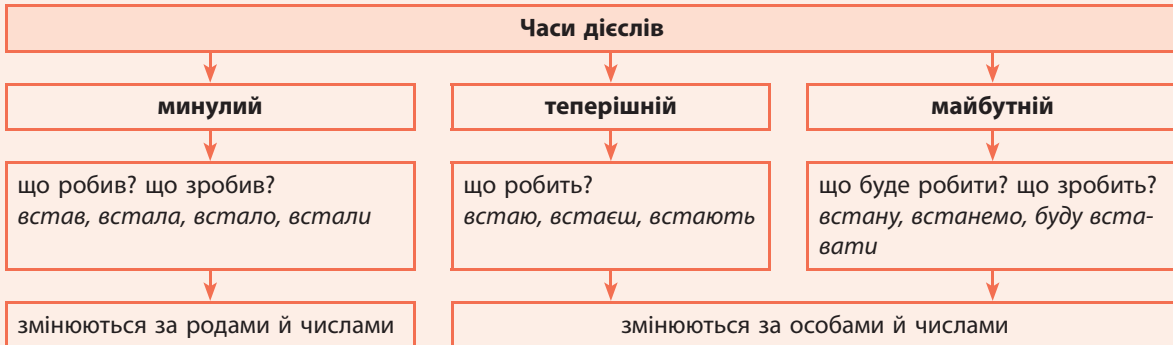 Часи дієслів
минулий
теперішній
майбутній
що робив? що зробив?
встав, встала, встало, встали
що робить?
встаю, встаєш, встають
що буде робити? що зробить?
встану, встанемо, буду вста-
вати
змінюються за родами й числами
змінюються за особами й числами